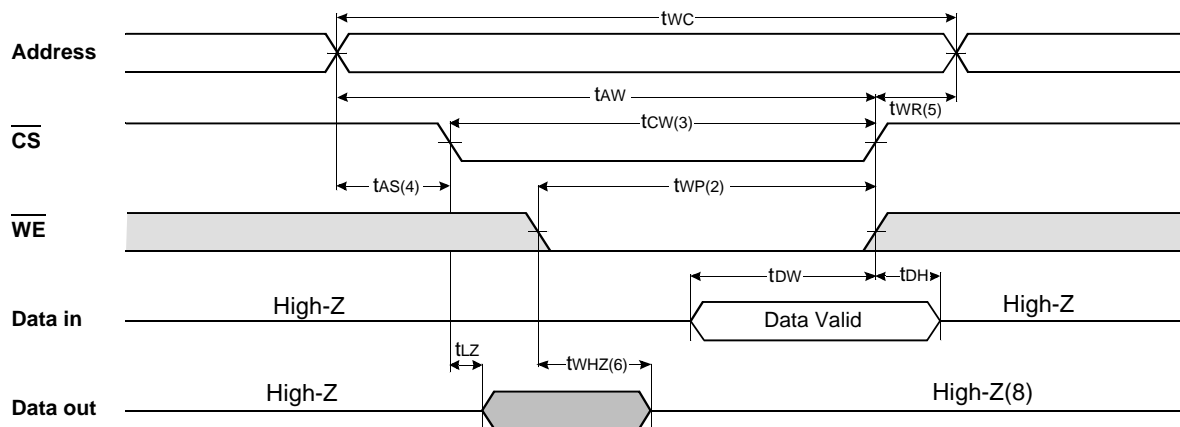 tWC
Address
tAW
tWR(5)
tCW(3)
CS
tAS(4)
tWP(2)
WE
tDW
tDH
High-Z
High-Z
Data in
Data Valid
tLZ
tWHZ(6)
High-Z
High-Z(8)
Data out